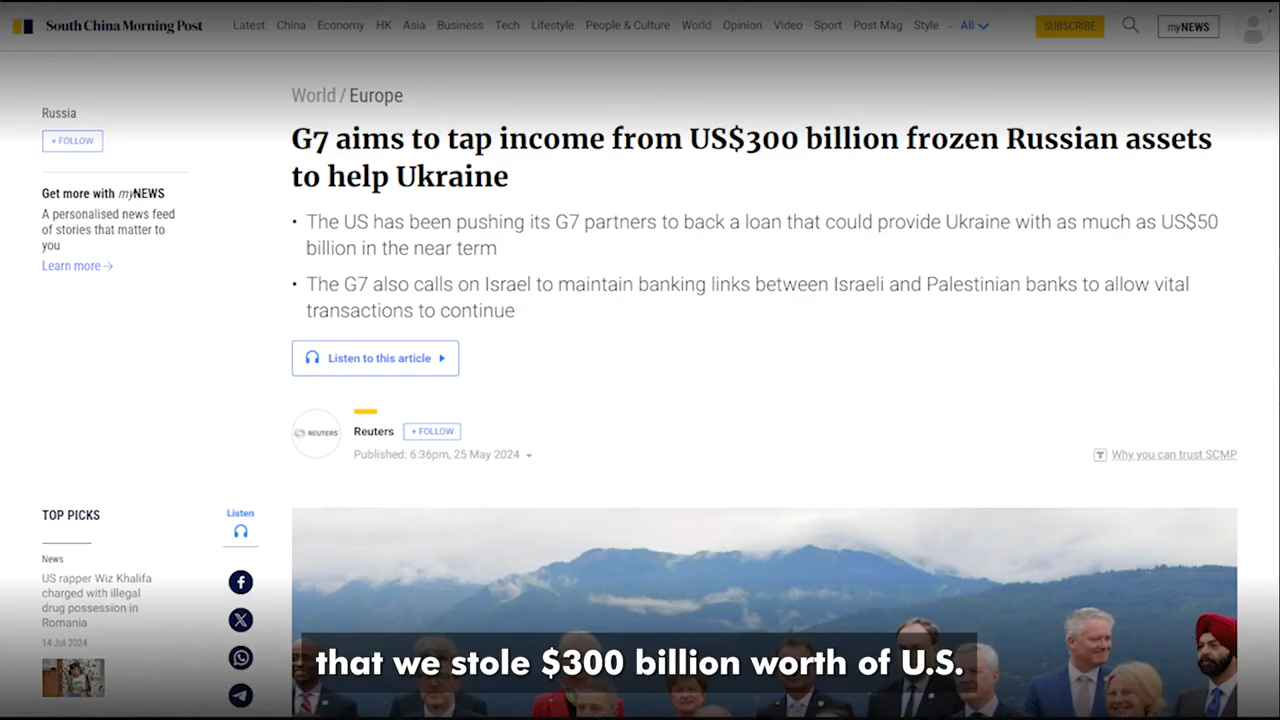 South China Morning Post
Latest China Economy HK Asia Business Tech Lifestyle People & Culture World Opinion Video Sport Post Mag Style All
SUBSCRIBE
myNEWS
World / Europe
Russia
+ FOLLOW
G7 aims to tap income from US$300 billion frozen Russian assets
to help Ukraine
Get more with myNEWS
A personalised news feed
of stories that matter to
you
Learn more
• The US has been pushing its G7 partners to back a loan that could provide Ukraine with as much as US$50
billion in the near term
• The G7 also calls on Israel to maintain banking links between Israeli and Palestinian banks to allow vital
transactions to continue
Listen to this article
REUTERS
Reuters
+ FOLLOW
Published: 6:36pm, 25 May 2024
Why you can trust SCMP
TOP PICKS
Listen
News
US rapper Wiz Khalifa
charged with illegal
drug possession in
Romania
14 Jul 2024
that we stole $300 billion worth of U.S.